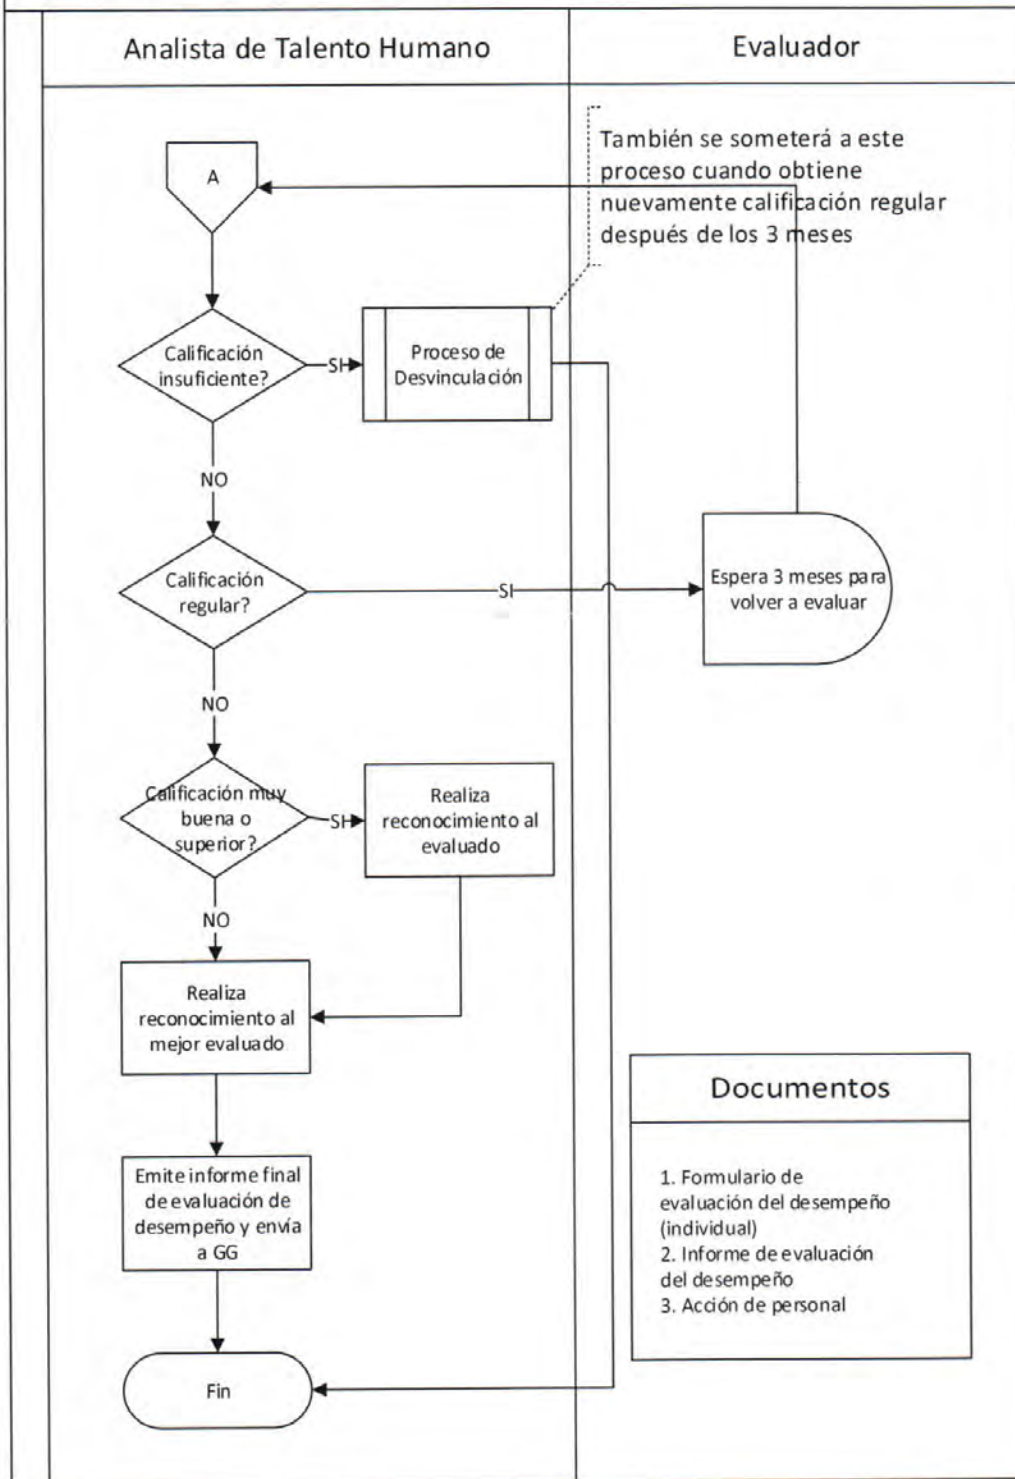 Analista de Talento Humano
Evaluador
También se someterá a este
proceso cuando obtiene
nuevamente calificación regular
después de los 3 meses
A
Calificación
insuficiente?
SI
Proceso de
Desvinculación
NO
Calificación
regular?
SI
Espera 3 meses para
volver a evaluar
NO
Calificación muy
buena o
superior?
SI
Realiza
reconocimiento al
evaluado
NO
Realiza
reconocimiento al
mejor evaluado
Emite informe final
de evaluación de
desempeño y envía
a GG
Fin
Documentos
1. Formulario de
evaluación del desempeño
(individual)
2. Informe de evaluación
del desempeño
3. Acción de personal